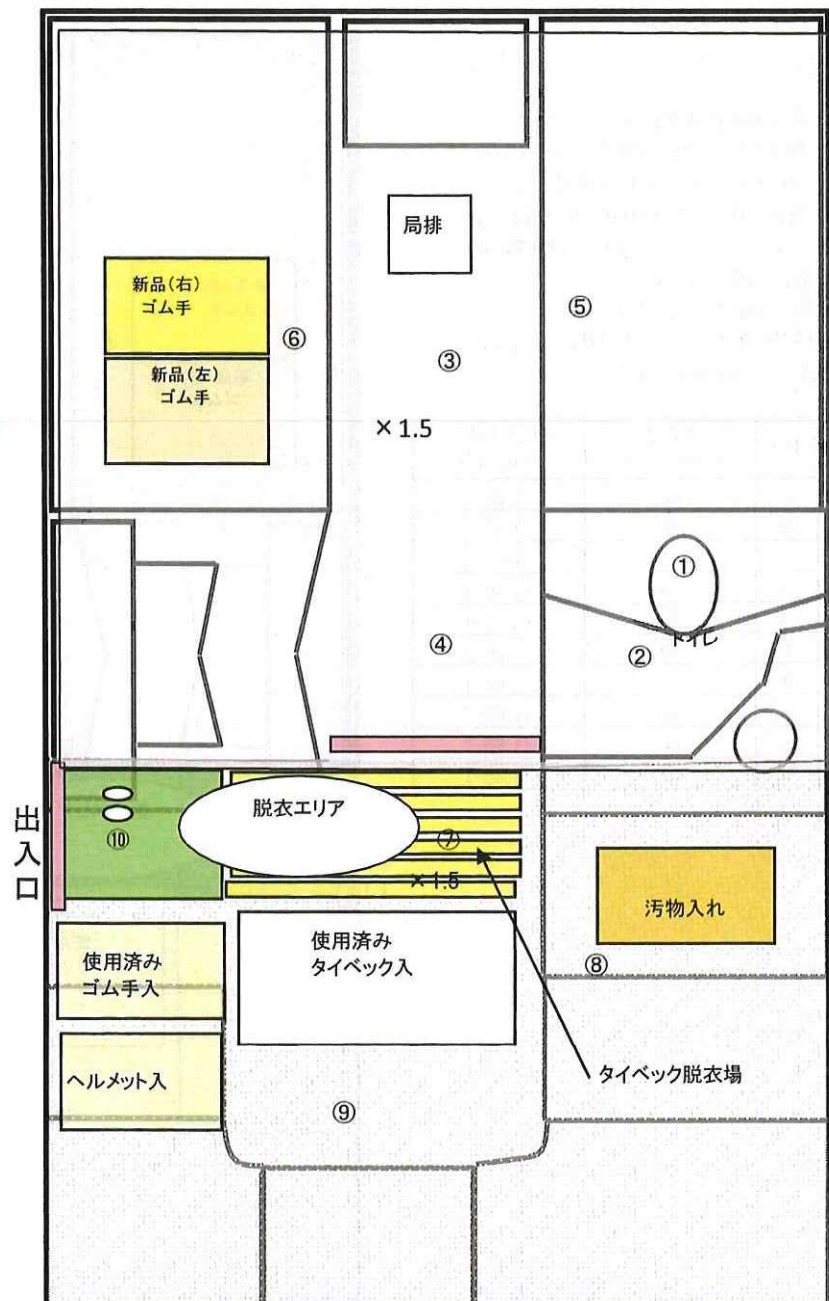 局排
新品(右)
ゴム手
⑤
⑥
新品(左)
ゴム手
③
×1.5
①
トイレ
④
②
出入口
脱衣エリア
⑩
⑦
×1.5
汚物入れ
使用済み
タイベック入
使用済み
ゴム手入
⑧
ヘルメット入
タイベック脱衣場
⑨